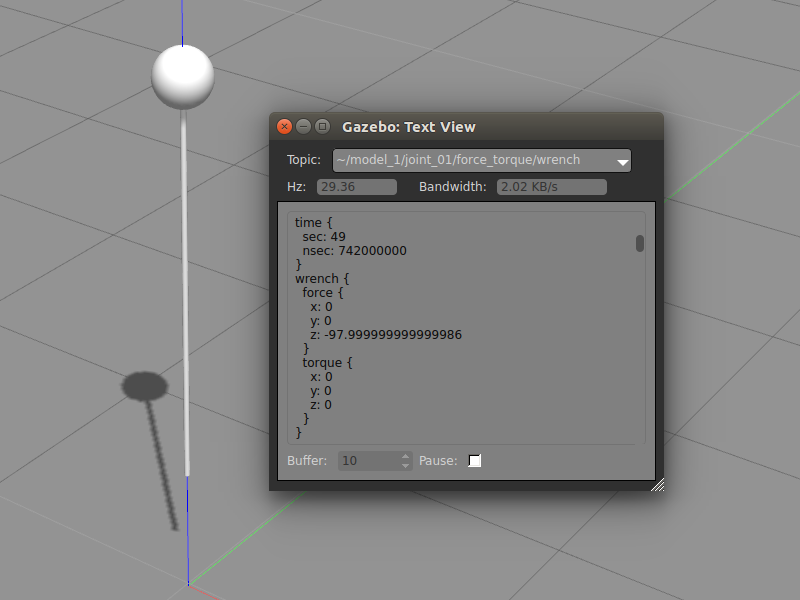 Gazebo: Text View
Topic: ~/model_1/joint_01/force_torque/wrench
Hz: 29.36 Bandwidth: 2.02 KB/s
time {
sec: 49
nsec: 742000000
}
wrench {
force {
x: 0
y: 0
z: -97.999999999999986
}
torque {
x: 0
y: 0
z: 0
}
}
Buffer: 10 Pause: